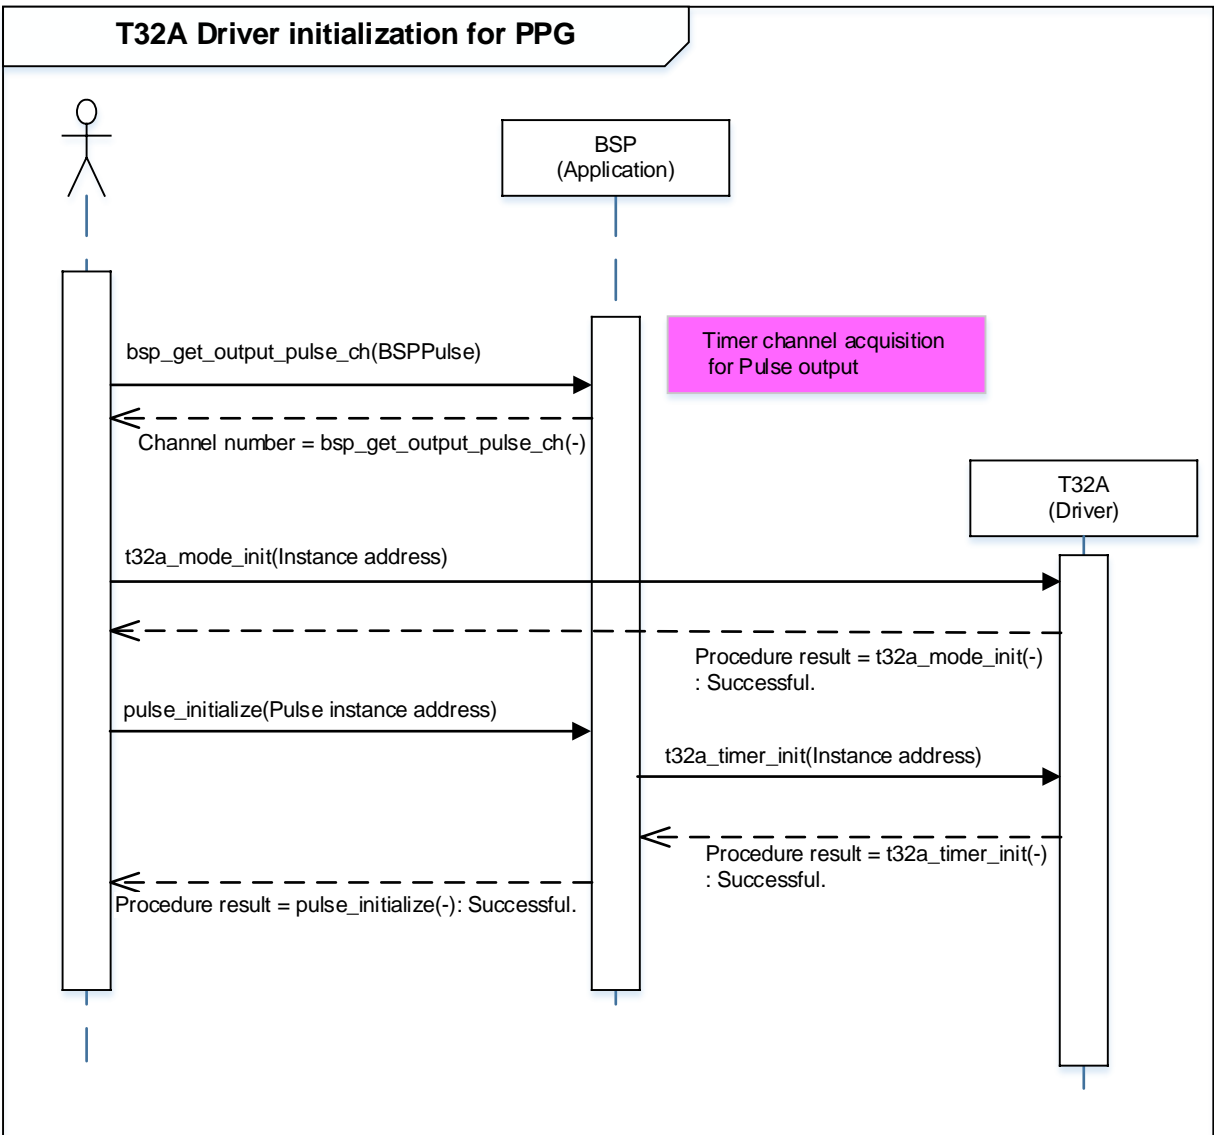 T32A Driver initialization for PPG
BSP
(Application)
Timer channel acquisition
for Pulse output
bsp_get_output_pulse_ch(BSPPulse)
Channel number = bsp_get_output_pulse_ch(-)
T32A
(Driver)
t32a_mode_init(Instance address)
Procedure result = t32a_mode_init(-)
: Successful.
pulse_initialize(Pulse instance address)
t32a_timer_init(Instance address)
Procedure result = t32a_timer_init(-)
: Successful.
Procedure result = pulse_initialize(-): Successful.